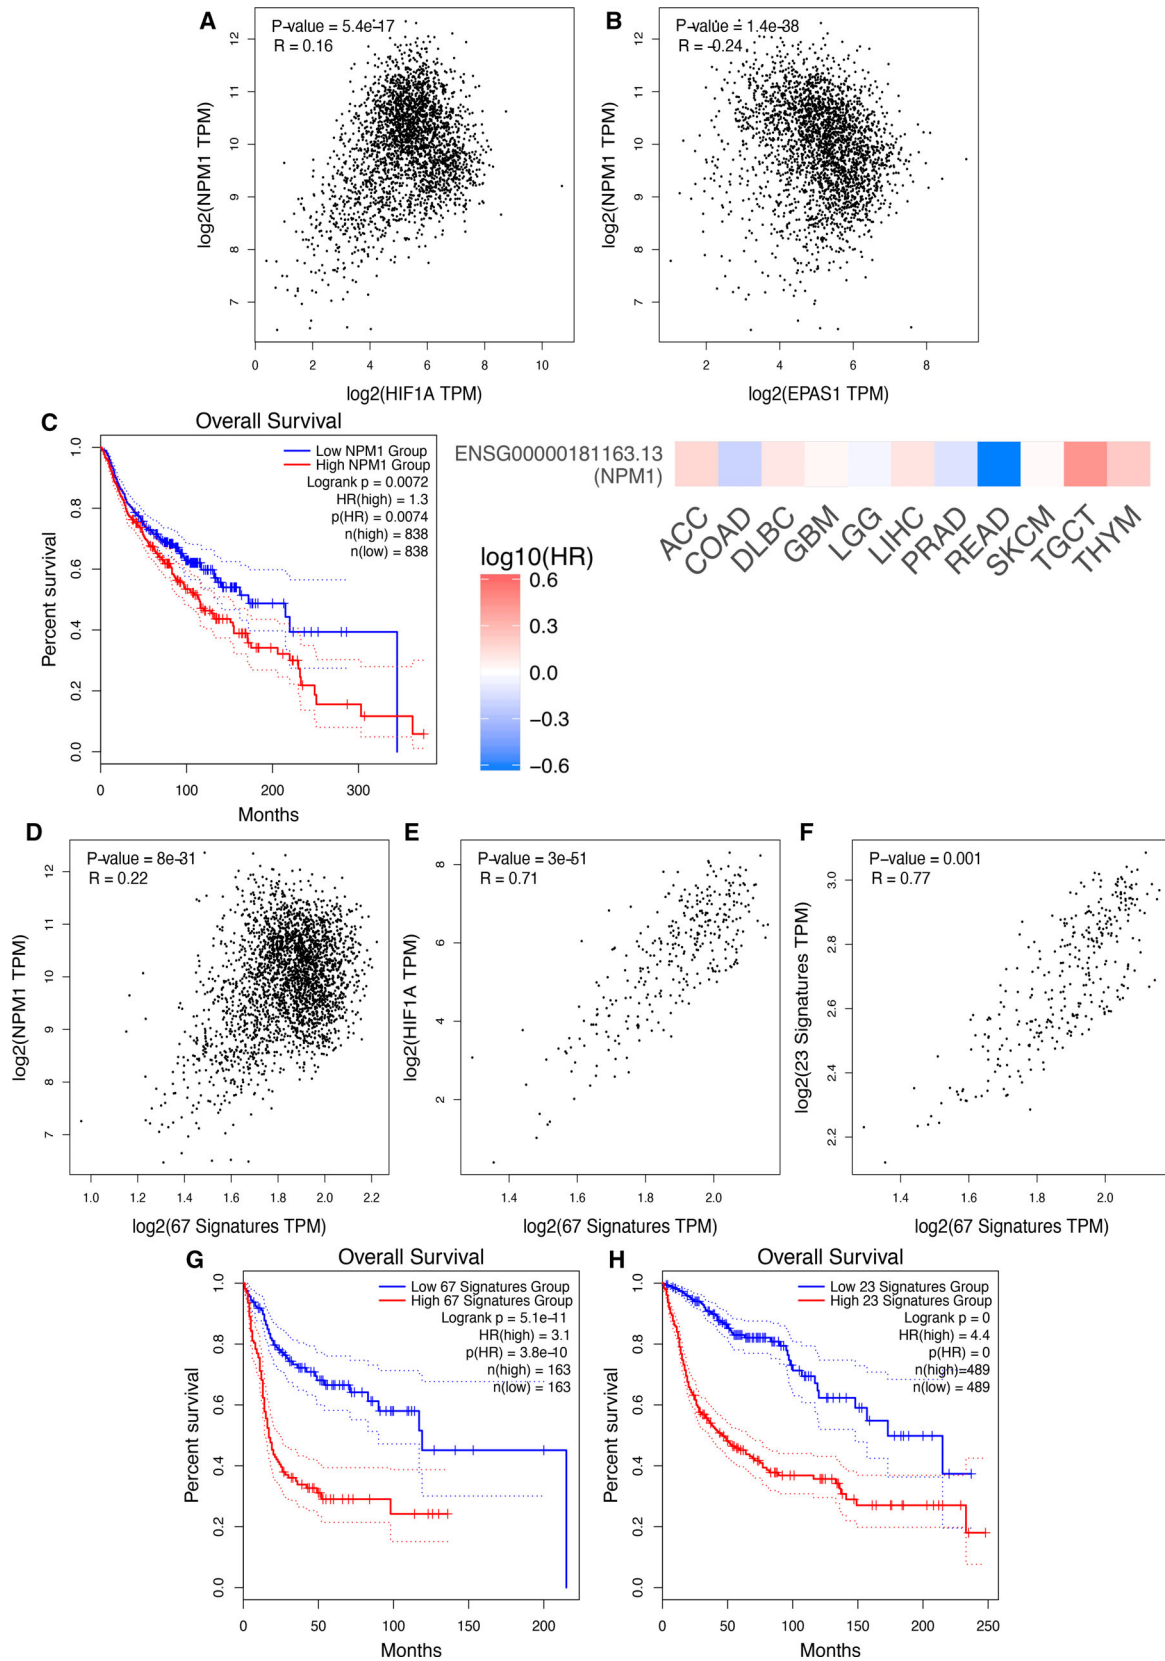 A
P-value = 5.4e-17
R = 0.16
log2(NPM1 TPM)
12
11
10
9
8
7
0 2 4 6 8 10
log2(HIF1A TPM)
B
P-value = 1.4e-38
R = -0.24
log2(NPM1 TPM)
12
11
10
9
8
7
2 4 6 8
log2(EPAS1 TPM)
C
Overall Survival
Low NPM1 Group
High NPM1 Group
Logrank p = 0.0072
HR(high) = 1.3
p(HR) = 0.0074
n(high) = 838
n(low) = 838
Percent survival
1.0
0.8
0.6
0.4
0.2
0.0
0 100 200 300
Months
ENSG00000181163.13
(NPM1)
ACC COAD DLBC GBM LGG LIHC PRAD READ SKCM TGCT THYM
log10(HR)
0.6
0.3
0.0
-0.3
-0.6
D
P-value = 8e-31
R = 0.22
log2(NPM1 TPM)
12
11
10
9
8
7
1.0 1.2 1.4 1.6 1.8 2.0 2.2
log2(67 Signatures TPM)
E
P-value = 3e-51
R = 0.71
log2(HIF1A TPM)
8
6
4
2
1.4 1.6 1.8 2.0
log2(67 Signatures TPM)
F
P-value = 0.001
R = 0.77
log2(23 Signatures TPM)
3.0
2.8
2.6
2.4
2.2
1.4 1.6 1.8 2.0
log2(67 Signatures TPM)
G
Overall Survival
Low 67 Signatures Group
High 67 Signatures Group
Logrank p = 5.1e-11
HR(high) = 3.1
p(HR) = 3.8e-10
n(high) = 163
n(low) = 163
Percent survival
1.0
0.8
0.6
0.4
0.2
0.0
0 50 100 150 200
Months
H
Overall Survival
Low 23 Signatures Group
High 23 Signatures Group
Logrank p = 0
HR(high) = 4.4
p(HR) = 0
n(high)=489
n(low) = 489
Percent survival
1.0
0.8
0.6
0.4
0.2
0.0
0 50 100 150 200 250
Months